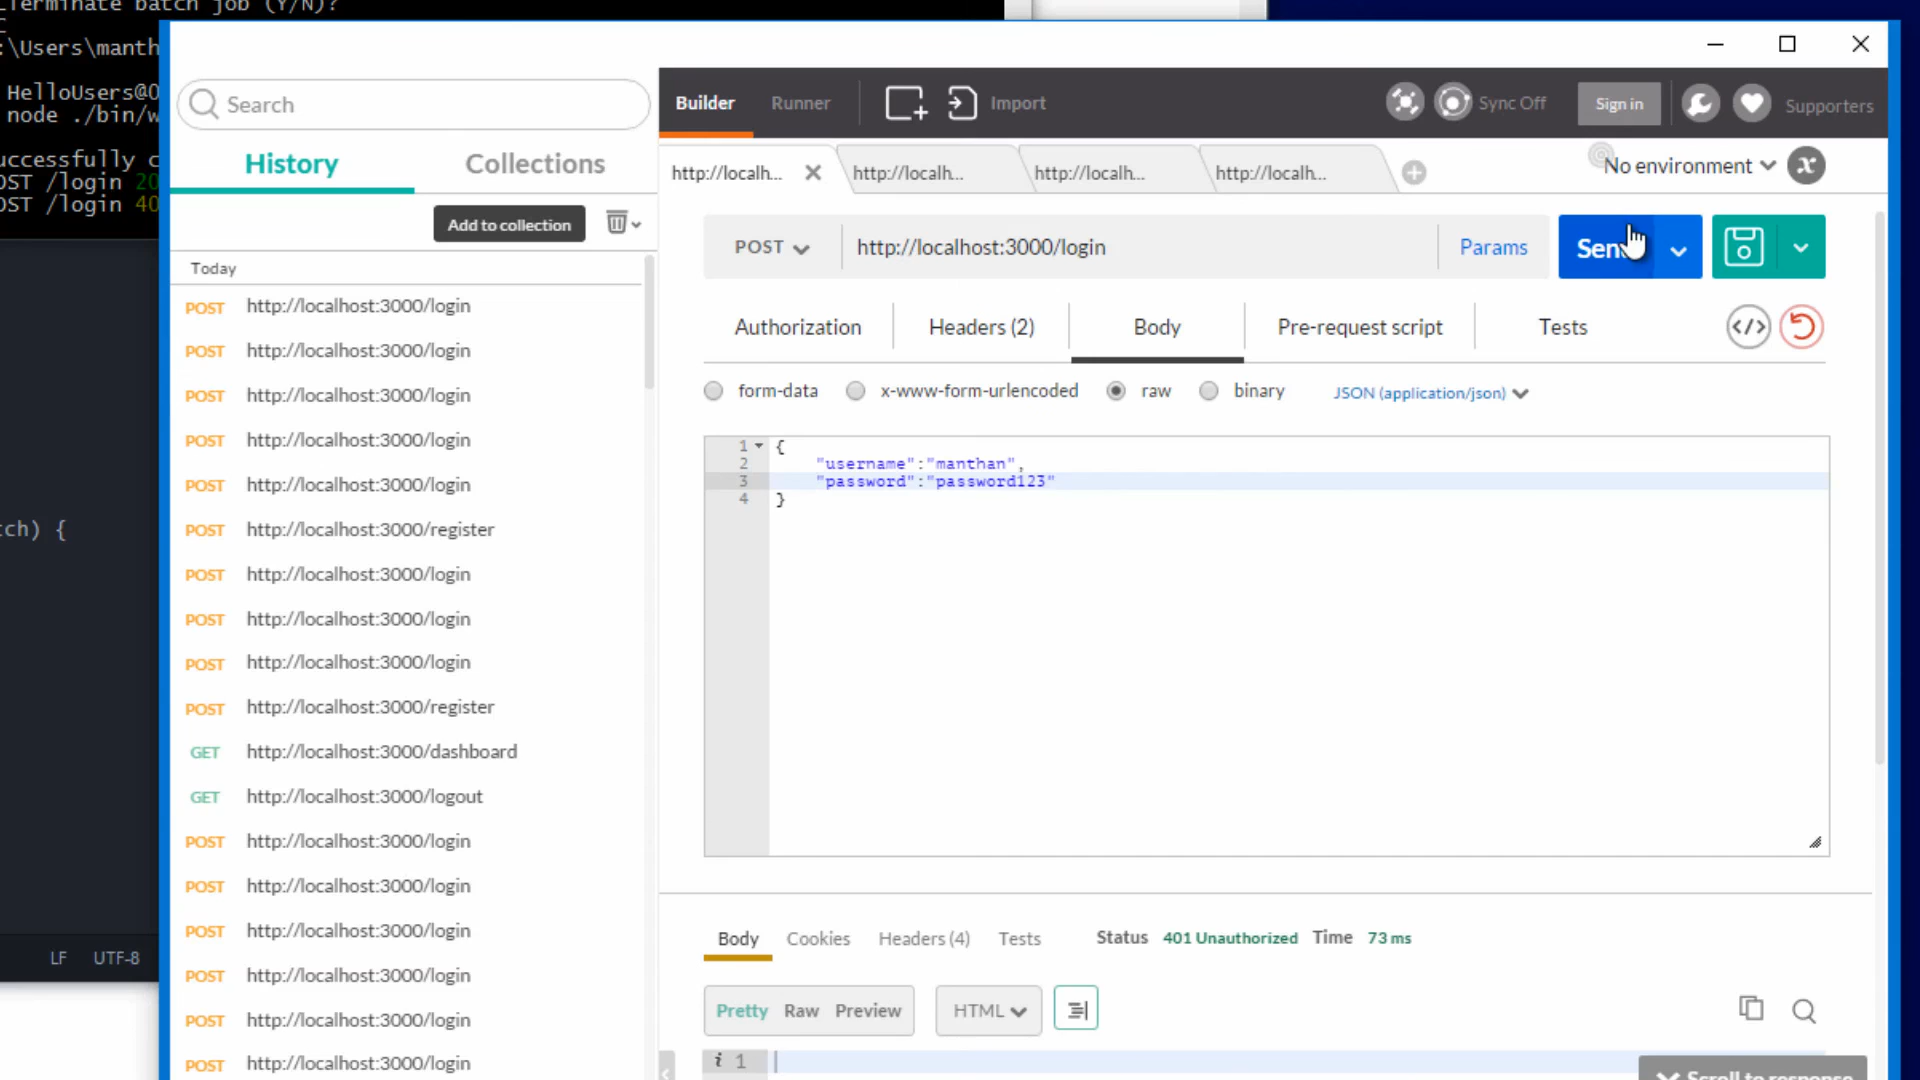 Terminate batch job (Y/N)?
:\Users\manth
HelloUsers@0
node ./bin/w
uccessfully c
OST /login 20
OST /login 40
tch) {
LF UTF-8
Search
History Collections
Add to collection
Today
POST http://localhost:3000/login
POST http://localhost:3000/login
POST http://localhost:3000/login
POST http://localhost:3000/login
POST http://localhost:3000/login
POST http://localhost:3000/register
POST http://localhost:3000/login
POST http://localhost:3000/login
POST http://localhost:3000/login
POST http://localhost:3000/register
GET http://localhost:3000/dashboard
GET http://localhost:3000/logout
POST http://localhost:3000/login
POST http://localhost:3000/login
POST http://localhost:3000/login
POST http://localhost:3000/login
POST http://localhost:3000/login
POST http://localhost:3000/login
Builder Runner Import Sync Off Sign in Supporters
http://localh... http://localh... http://localh... http://localh... No environment
POST http://localhost:3000/login Params Sen
Authorization Headers (2) Body Pre-request script Tests
form-data x-www-form-urlencoded raw binary JSON (application/json)
1 {
2 "username":"manthan",
3 "password":"password123"
4 }
Body Cookies Headers (4) Tests Status 401 Unauthorized Time 73 ms
Pretty Raw Preview HTML
i 1
Scroll to response